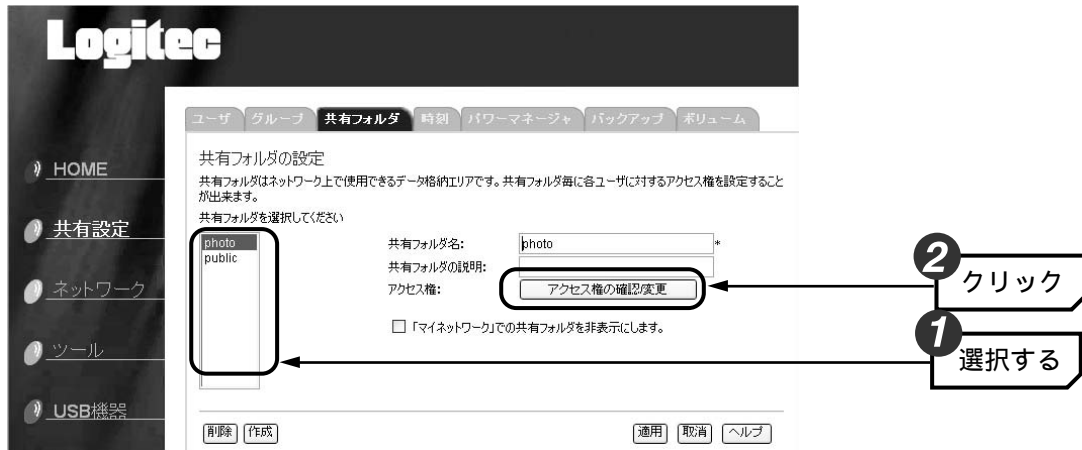 Logitec
ユーザ グループ 共有フォルダ 時刻 パワーマネージャ バックアップ ボリューム
HOME
共有設定
ネットワーク
ツール
USB機器
共有フォルダの設定
共有フォルダはネットワーク上で使用できるデータ格納エリアです。共有フォルダ毎に各ユーザに対するアクセス権を設定すること
が出来ます。
共有フォルダを選択してください
photo
public
共有フォルダ名: photo *
共有フォルダの説明:
アクセス権: アクセス権の確認/変更
「マイネットワーク」での共有フォルダを非表示にします。
削除 作成 適用 取消 ヘルプ
2 クリック
1 選択する